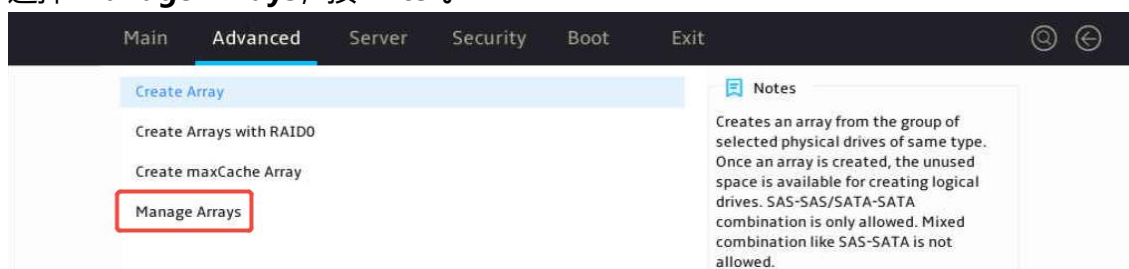 Main Advanced Server Security Boot Exit
Create Array
Create Arrays with RAID0
Create maxCache Array
Manage Arrays
Notes
Creates an array from the group of
selected physical drives of same type.
Once an array is created, the unused
space is available for creating logical
drives. SAS-SAS/SATA-SATA
combination is only allowed. Mixed
combination like SAS-SATA is not
allowed.